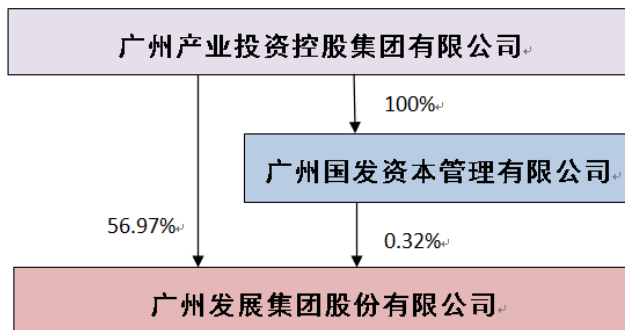 广州产业投资控股集团有限公司
100%
广州国发资本管理有限公司
56.97%
0.32%
广州发展集团股份有限公司